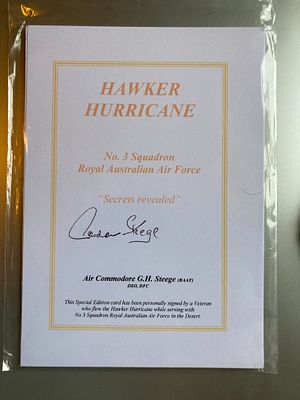 HAWKER
HURRICANE
No. 3 Squadron
Royal Australian Air Force
"Secrets revealed"
Gordon Steege
Air Commodore G.H. Steege (RAAF)
DSO, DFC
This Special Edition card has been personally signed by a Veteran
who flew the Hawker Hurricane while serving with
No 3 Squadron Royal Australian Air Force in the Desert.